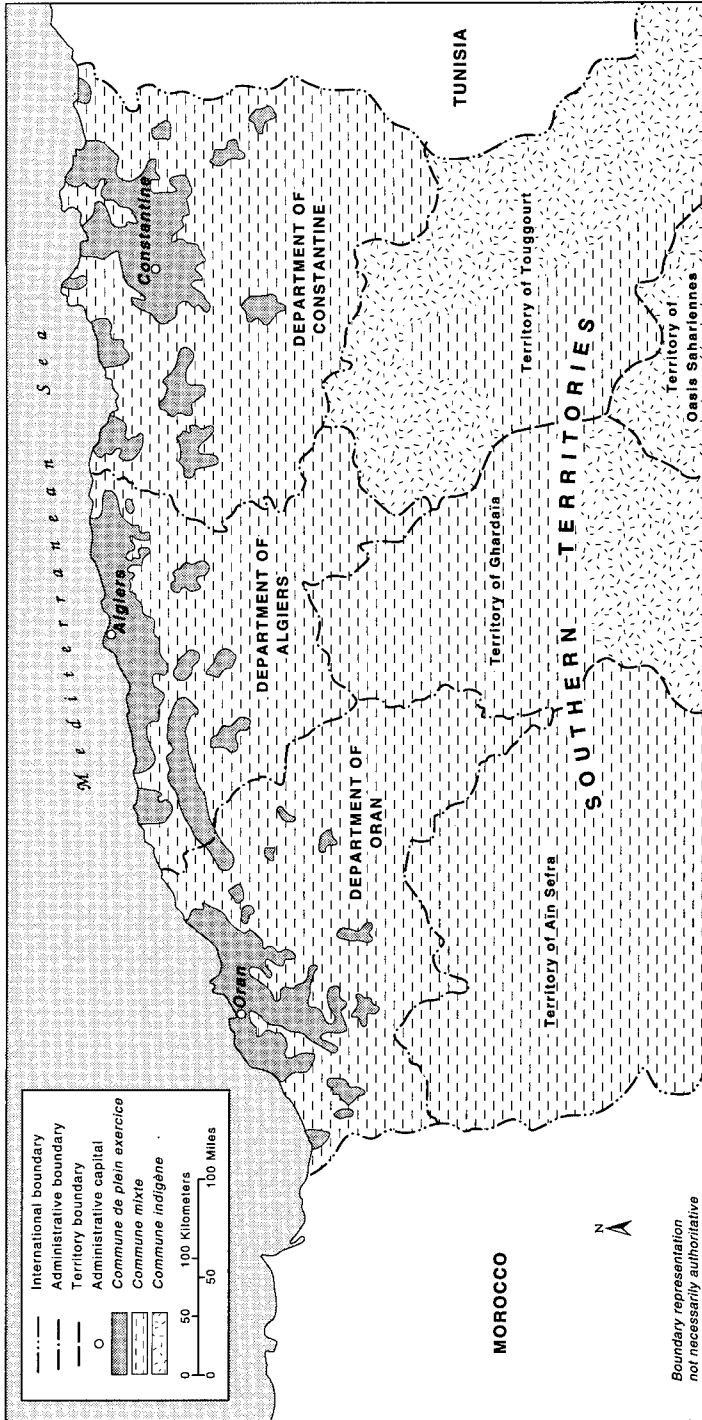 International boundary
Administrative boundary
Territory boundary
Administrative capital
Commune de plein exercice
Commune mixte
Commune indigène
0 50 100 Kilometers
0 50 100 Miles
Mediterranean Sea
Oran
Algiers
Constantine
DEPARTMENT OF
ORAN
DEPARTMENT OF
ALGIERS
DEPARTMENT OF
CONSTANTINE
TUNISIA
MOROCCO
N
Territory of Aïn Sefra
Territory of Ghardaïa
Territory of Touggourt
SOUTHERN TERRITORIES
Territory of
Oasis Sahariennes
Boundary representation
not necessarily authoritative